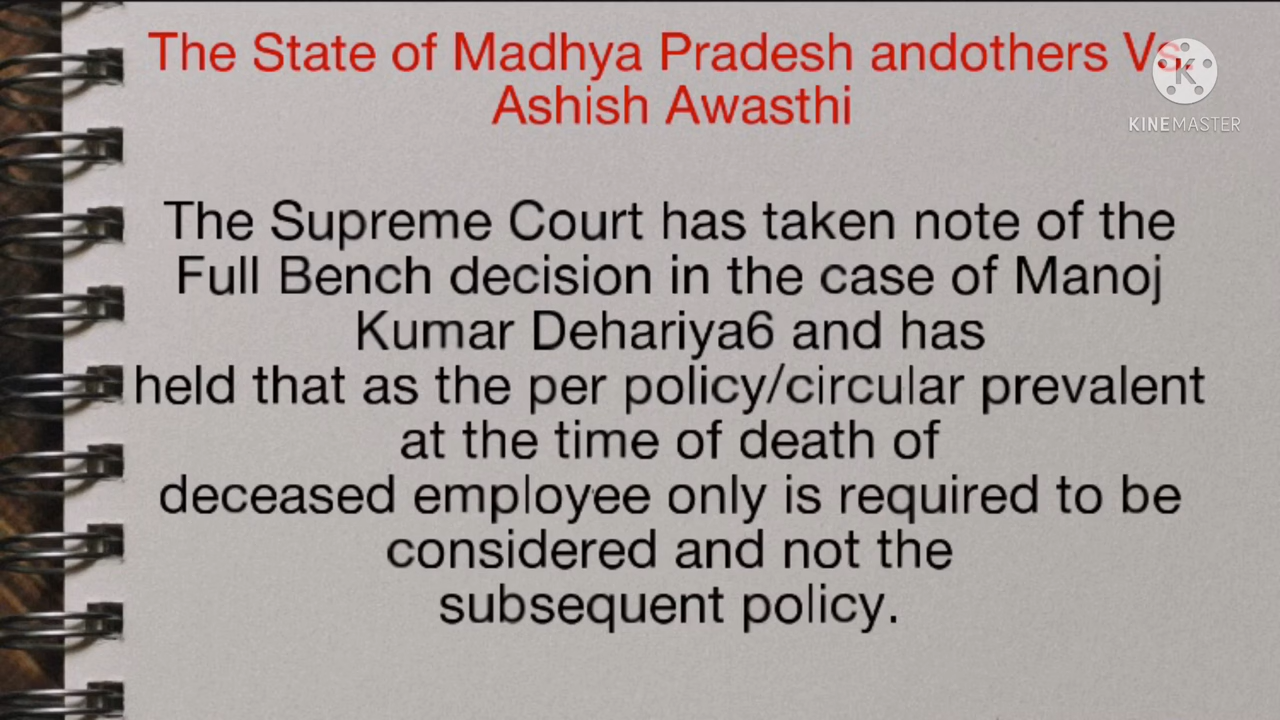 The State of Madhya Pradesh andothers Vs.
Ashish Awasthi
K
KINEMASTER
The Supreme Court has taken note of the
Full Bench decision in the case of Manoj
Kumar Dehariya6 and has
held that as the per policy/circular prevalent
at the time of death of
deceased employee only is required to be
considered and not the
subsequent policy.